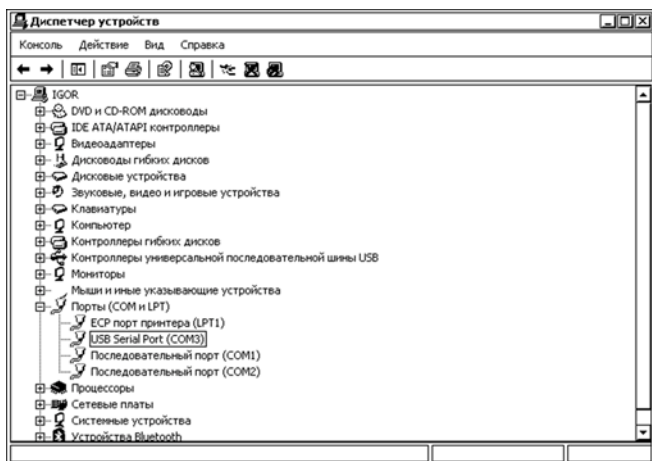 Диспетчер устройств
Консоль Действие Вид Справка
IGOR
DVD и CD-ROM дисководы
IDE ATA/ATAPI контроллеры
Видеоадаптеры
Дисководы гибких дисков
Дисковые устройства
Звуковые, видео и игровые устройства
Клавиатуры
Компьютер
Контроллеры гибких дисков
Контроллеры универсальной последовательной шины USB
Мониторы
Мыши и иные указывающие устройства
Порты (COM и LPT)
ECP порт принтера (LPT1)
USB Serial Port (COM3)
Последовательный порт (COM1)
Последовательный порт (COM2)
Процессоры
Сетевые платы
Системные устройства
Устройства Bluetooth